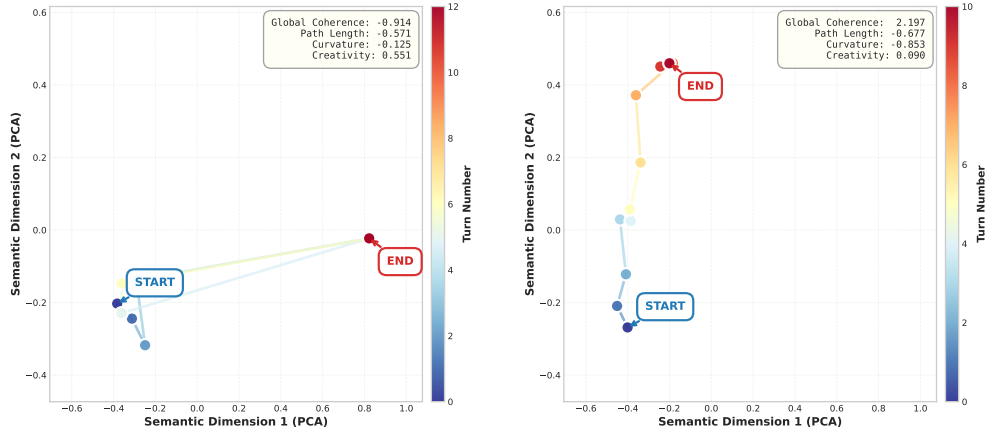 Global Coherence: -0.914
Path Length: -0.571
Curvature: -0.125
Creativity: 0.551
START
END
0.6
0.4
0.2
0.0
−0.2
−0.4
−0.6
−0.4
−0.2
0.0
0.2
0.4
0.6
0.8
1.0
Semantic Dimension 1 (PCA)
Semantic Dimension 2 (PCA)
12
10
8
6
4
2
0
Turn Number
Global Coherence: 2.197
Path Length: -0.677
Curvature: -0.853
Creativity: 0.090
END
START
0.6
0.4
0.2
0.0
−0.2
−0.4
−0.6
−0.4
−0.2
0.0
0.2
0.4
0.6
0.8
1.0
Semantic Dimension 1 (PCA)
Semantic Dimension 2 (PCA)
10
8
6
4
2
0
Turn Number